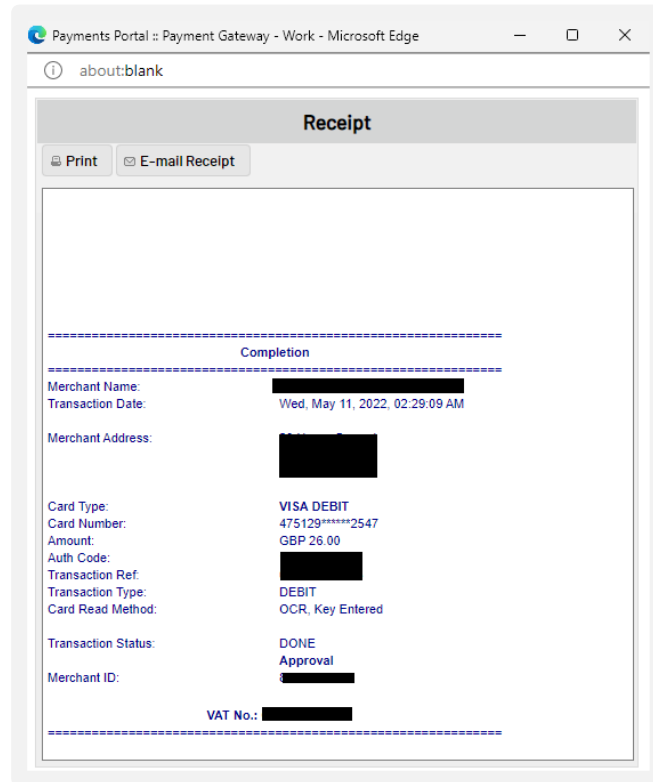 Payments Portal :: Payment Gateway - Work - Microsoft Edge
about:blank
Receipt
Print E-mail Receipt
============================================================
Completion
============================================================
Merchant Name:
Transaction Date: Wed, May 11, 2022, 02:29:09 AM
Merchant Address:
Card Type: VISA DEBIT
Card Number: 475129******2547
Amount: GBP 26.00
Auth Code:
Transaction Ref:
Transaction Type: DEBIT
Card Read Method: OCR, Key Entered
Transaction Status: DONE
Approval
Merchant ID:
VAT No.:
============================================================